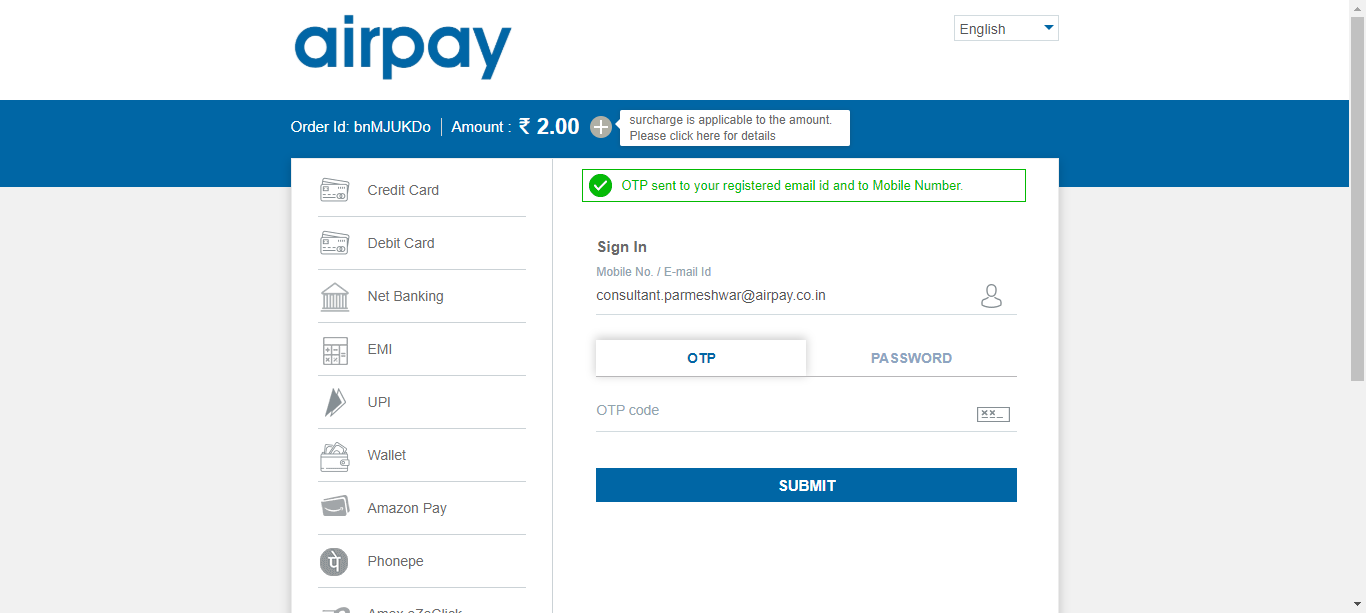 airpay
English
Order Id: bnMJUKDo
Amount : ₹ 2.00
surcharge is applicable to the amount.
Please click here for details
Credit Card
Debit Card
Net Banking
EMI
UPI
Wallet
Amazon Pay
Phonepe
Amex eZeClick
OTP sent to your registered email id and to Mobile Number.
Sign In
Mobile No. / E-mail Id
consultant.parmeshwar@airpay.co.in
OTP
PASSWORD
OTP code
SUBMIT